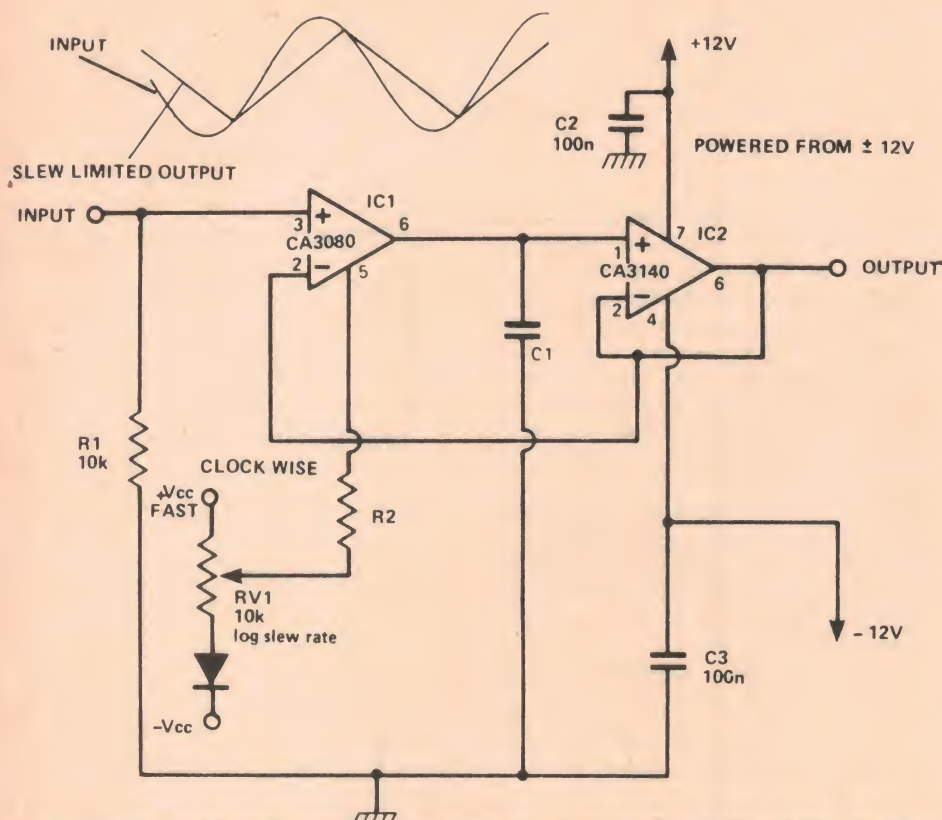 INPUT
+12V
C2
100n
POWERED FROM ± 12V
SLEW LIMITED OUTPUT
INPUT
IC1
3
+
6
CA3080
2
−
5
7
IC2
1
+
CA3140
6
2
−
4
OUTPUT
C1
R1
10k
CLOCK WISE
+Vcc
FAST
R2
RV1
10k
log slew rate
− 12V
C3
100n
−Vcc